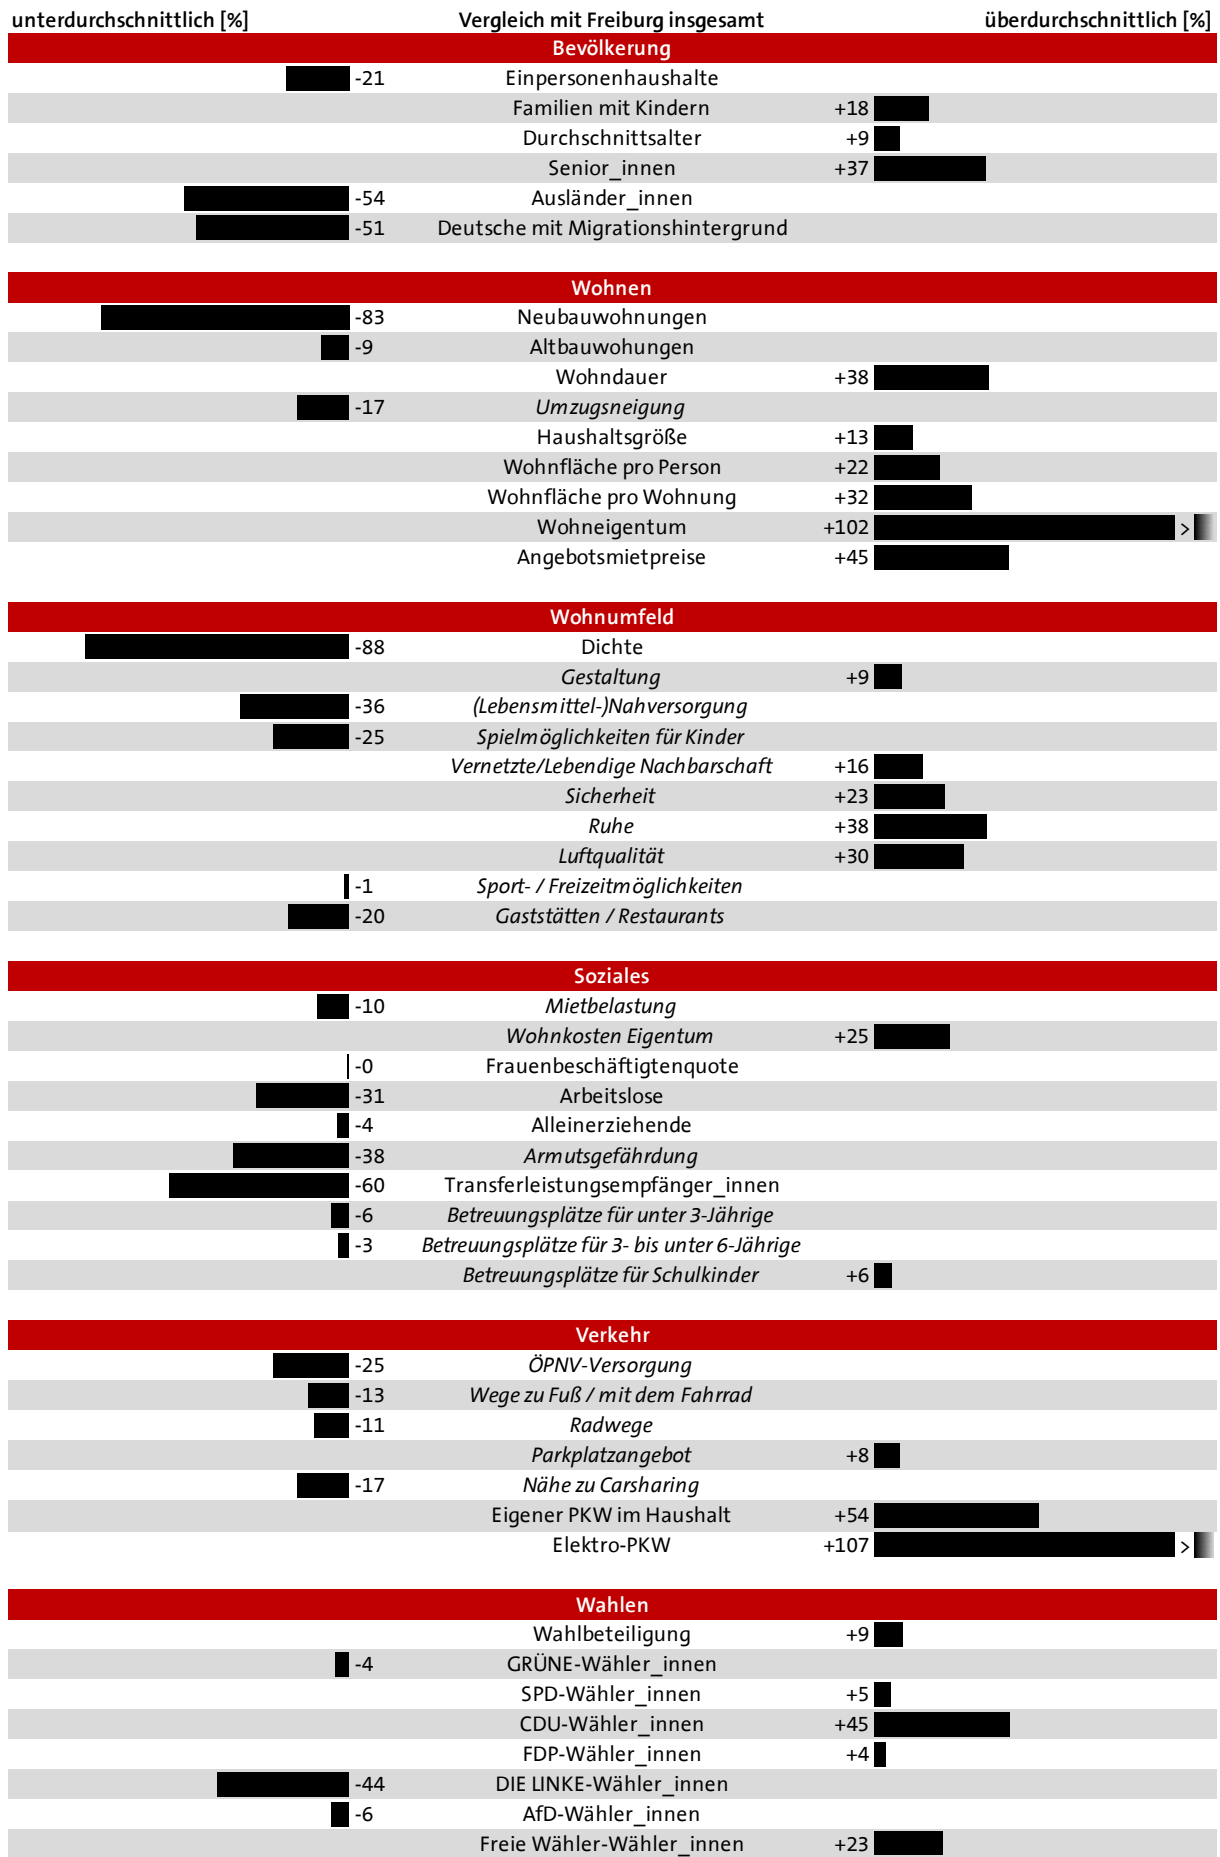 unterdurchschnittlich [%] Vergleich mit Freiburg insgesamt überdurchschnittlich [%]
Bevölkerung
-21 Einpersonenhaushalte
Familien mit Kindern +18
Durchschnittsalter +9
Senior_innen +37
-54 Ausländer_innen
-51 Deutsche mit Migrationshintergrund
Wohnen
-83 Neubauwohnungen
-9 Altbauwohungen
Wohndauer +38
-17 Umzugsneigung
Haushaltsgröße +13
Wohnfläche pro Person +22
Wohnfläche pro Wohnung +32
Wohneigentum +102 >
Angebotsmietpreise +45
Wohnumfeld
-88 Dichte
Gestaltung +9
-36 (Lebensmittel-)Nahversorgung
-25 Spielmöglichkeiten für Kinder
Vernetzte/Lebendige Nachbarschaft +16
Sicherheit +23
Ruhe +38
Luftqualität +30
-1 Sport- / Freizeitmöglichkeiten
-20 Gaststätten / Restaurants
Soziales
-10 Mietbelastung
Wohnkosten Eigentum +25
-0 Frauenbeschäftigtenquote
-31 Arbeitslose
-4 Alleinerziehende
-38 Armutsgefährdung
-60 Transferleistungsempfänger_innen
-6 Betreuungsplätze für unter 3-Jährige
-3 Betreuungsplätze für 3- bis unter 6-Jährige
Betreuungsplätze für Schulkinder +6
Verkehr
-25 ÖPNV-Versorgung
-13 Wege zu Fuß / mit dem Fahrrad
-11 Radwege
Parkplatzangebot +8
-17 Nähe zu Carsharing
Eigener PKW im Haushalt +54
Elektro-PKW +107 >
Wahlen
Wahlbeteiligung +9
-4 GRÜNE-Wähler_innen
SPD-Wähler_innen +5
CDU-Wähler_innen +45
FDP-Wähler_innen +4
-44 DIE LINKE-Wähler_innen
-6 AfD-Wähler_innen
Freie Wähler-Wähler_innen +23